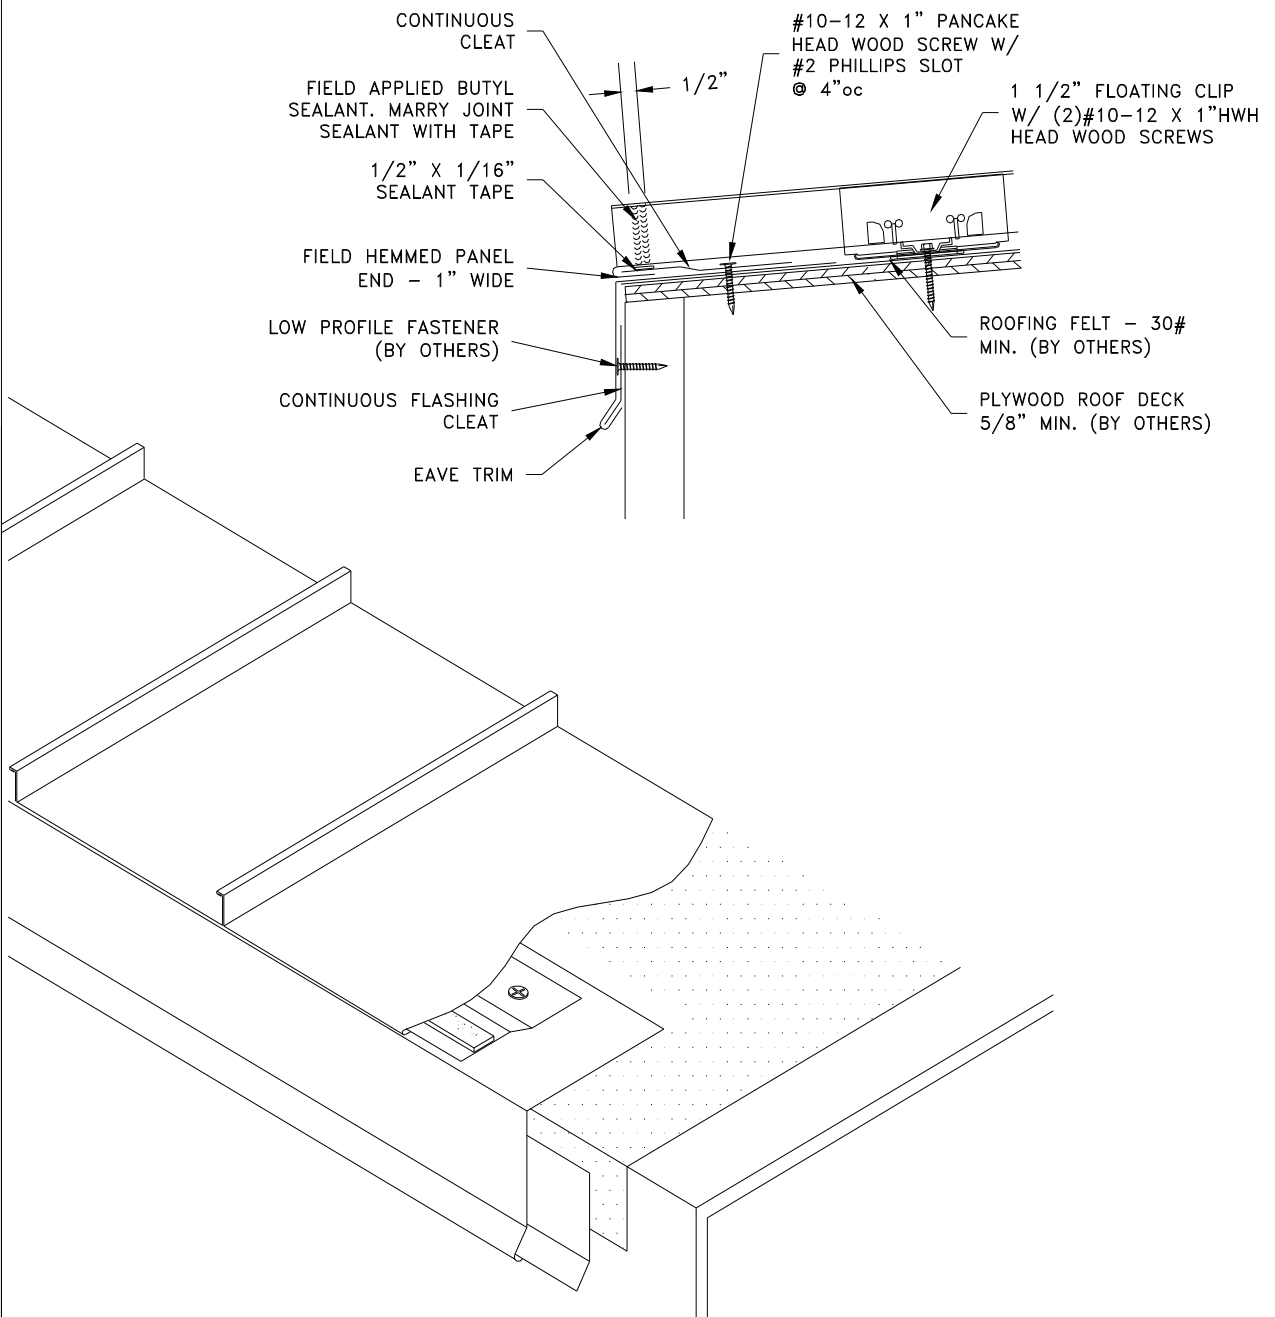 CONTINUOUS
CLEAT
FIELD APPLIED BUTYL
SEALANT. MARRY JOINT
SEALANT WITH TAPE
1/2” X 1/16”
SEALANT TAPE
FIELD HEMMED PANEL
END – 1” WIDE
LOW PROFILE FASTENER
(BY OTHERS)
CONTINUOUS FLASHING
CLEAT
EAVE TRIM
1/2”
#10–12 X 1” PANCAKE
HEAD WOOD SCREW W/
#2 PHILLIPS SLOT
@ 4”oc
1 1/2” FLOATING CLIP
W/ (2)#10–12 X 1”HWH
HEAD WOOD SCREWS
ROOFING FELT – 30#
MIN. (BY OTHERS)
PLYWOOD ROOF DECK
5/8” MIN. (BY OTHERS)